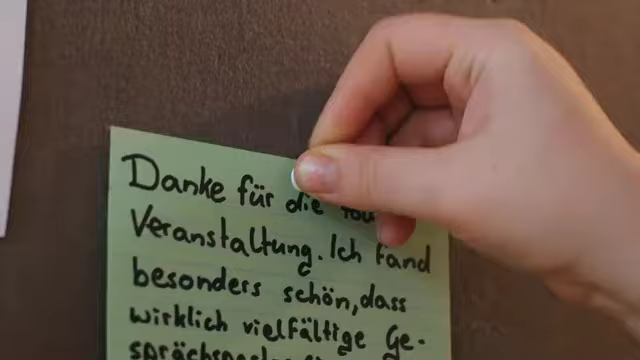 Danke für die
Veranstaltung. Ich fand
besonders schön, dass
wirklich vielfältige Ge-